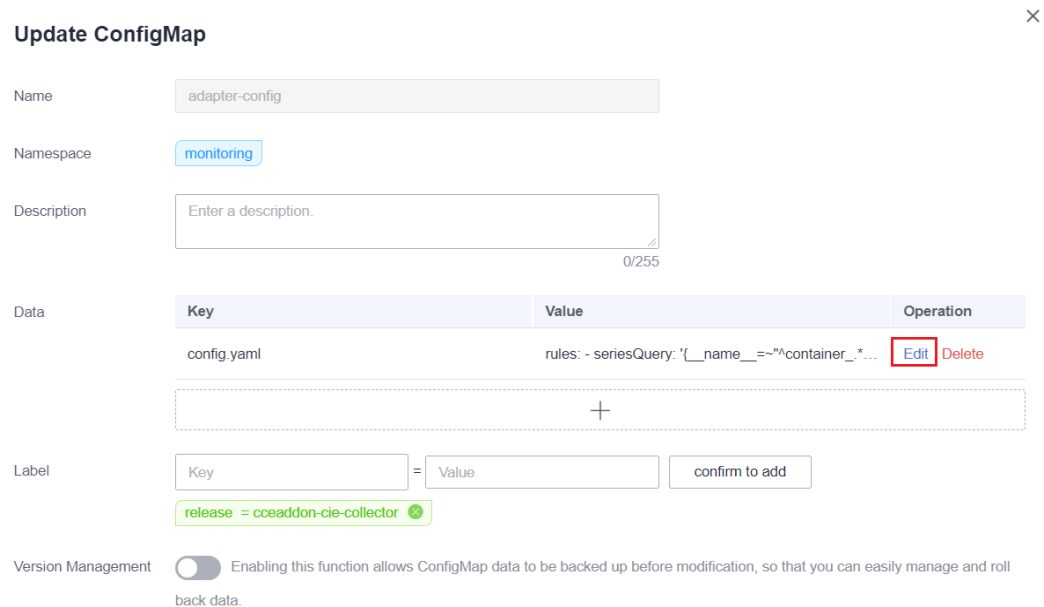 Update ConfigMap
Name
adapter-config
Namespace
monitoring
Description
Enter a description.
0/255
Data
Key Value Operation
config.yaml rules: - seriesQuery: '{__name__=~"^container_.*… Edit Delete
Label
Key = Value confirm to add
release = cceaddon-cie-collector
Version Management
Enabling this function allows ConfigMap data to be backed up before modification, so that you can easily manage and roll
back data.